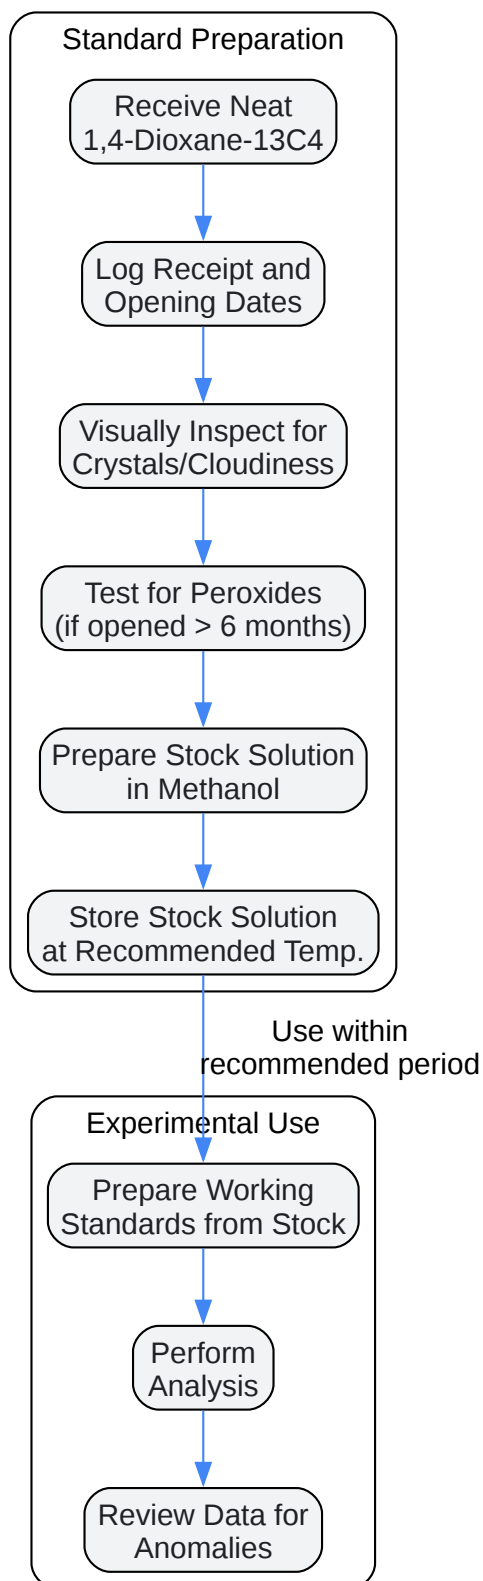 Standard Preparation
Receive Neat
1,4-Dioxane-13C4
Log Receipt and
Opening Dates
Visually Inspect for
Crystals/Cloudiness
Test for Peroxides
(if opened > 6 months)
Prepare Stock Solution
in Methanol
Store Stock Solution
at Recommended Temp.
Use within
recommended period
Experimental Use
Prepare Working
Standards from Stock
Perform
Analysis
Review Data for
Anomalies